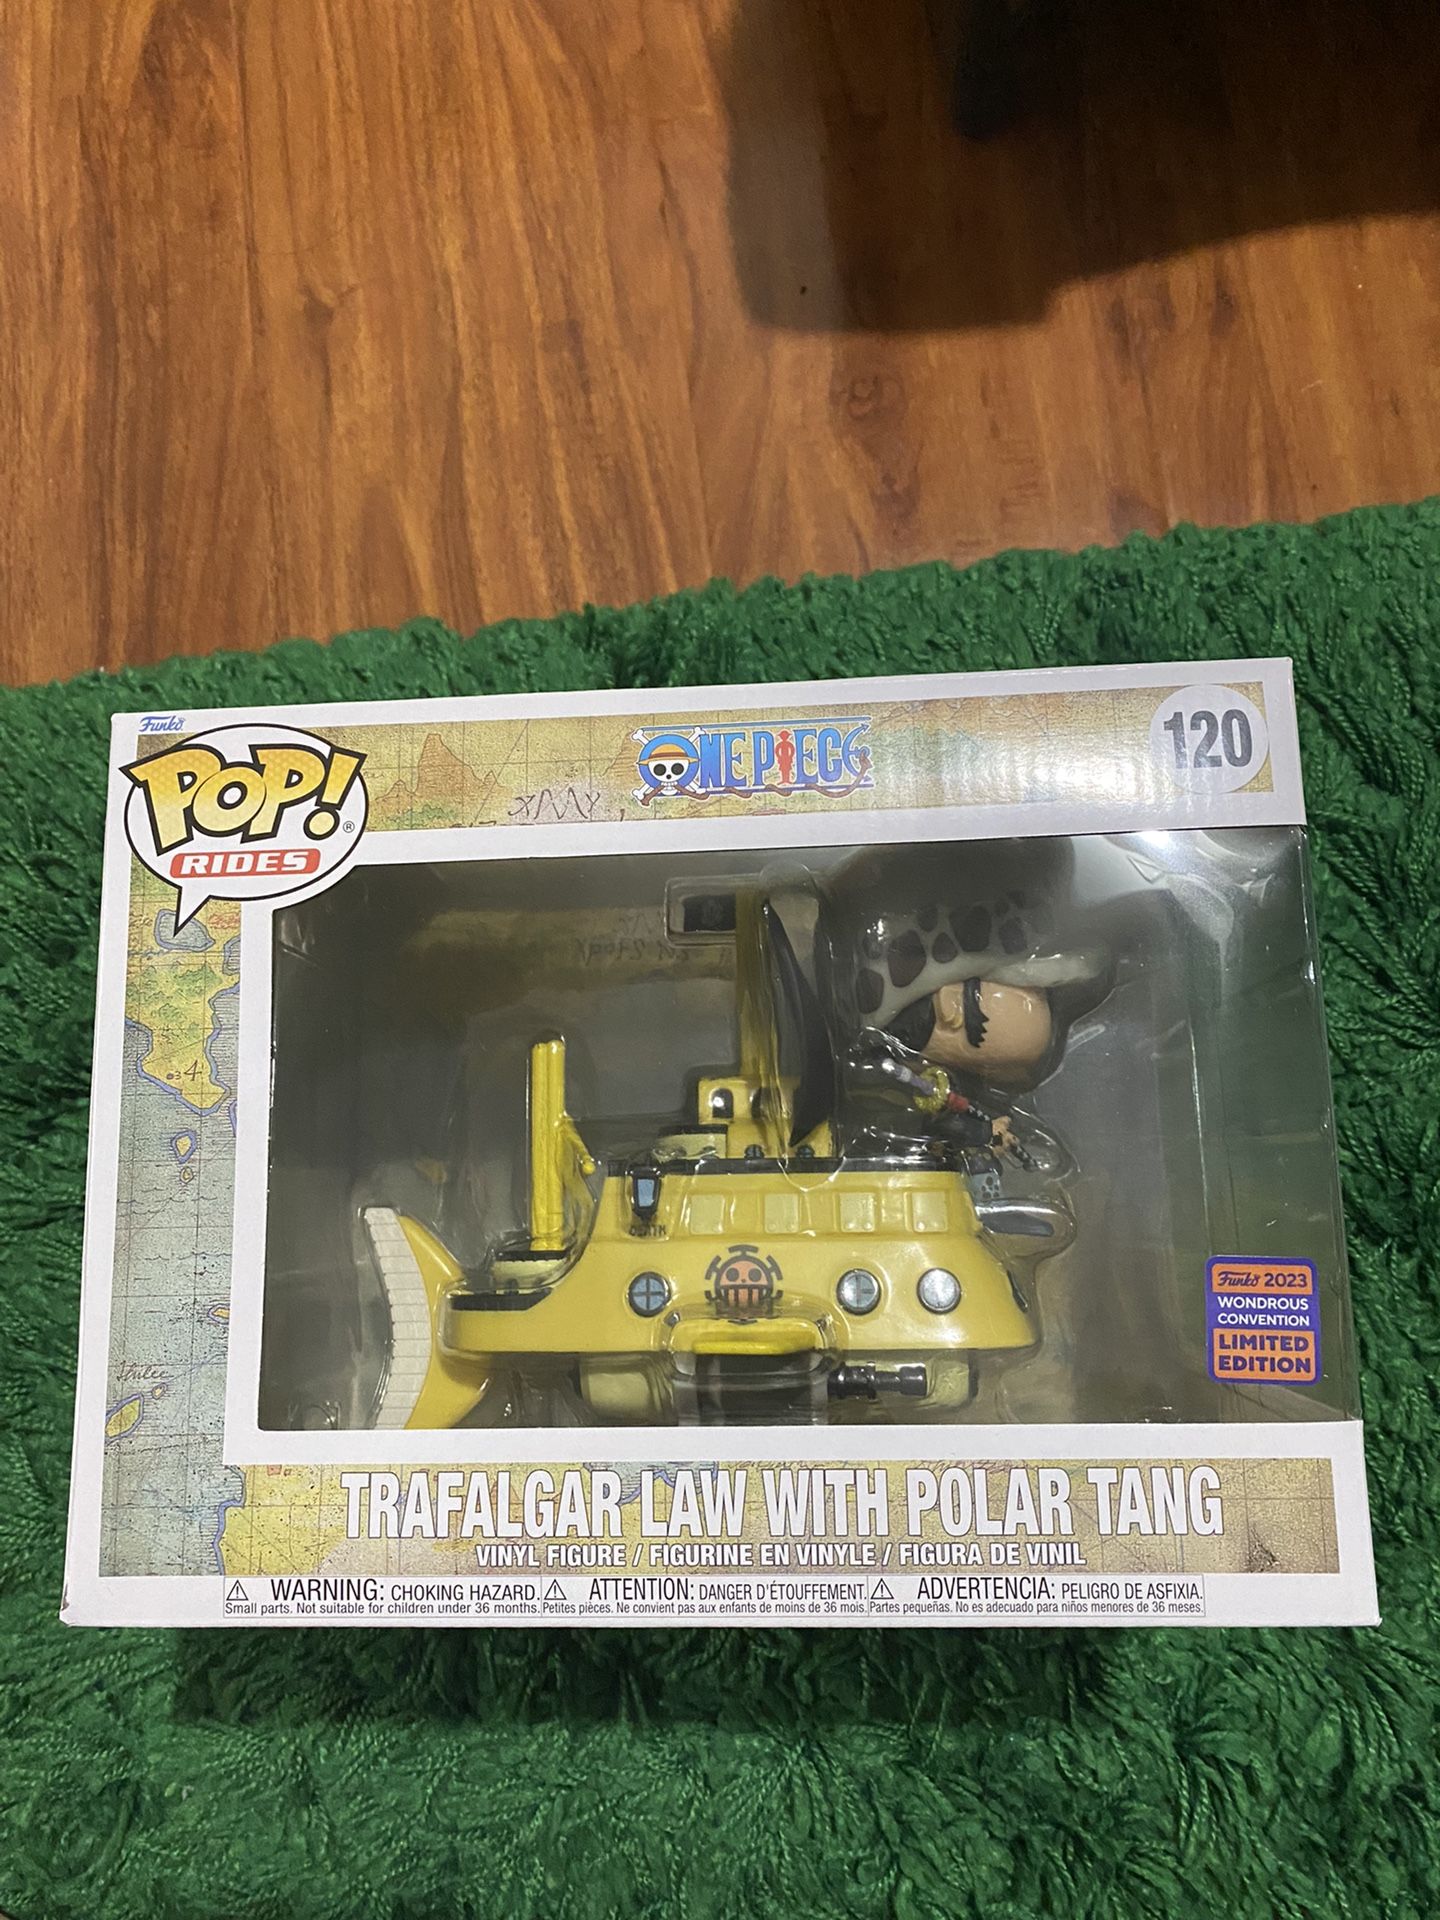 Funko
POP!®
RIDES
ONE PIECE
120
DEATH
Funko 2023
WONDROUS
CONVENTION
LIMITED
EDITION
TRAFALGAR LAW WITH POLAR TANG
VINYL FIGURE / FIGURINE EN VINYLE / FIGURA DE VINIL
WARNING: CHOKING HAZARD.
Small parts. Not suitable for children under 36 months.
ATTENTION: DANGER D'ÉTOUFFEMENT.
Petites pièces. Ne convient pas aux enfants de moins de 36 mois.
ADVERTENCIA: PELIGRO DE ASFIXIA.
Partes pequeñas. No es adecuado para niños menores de 36 meses.